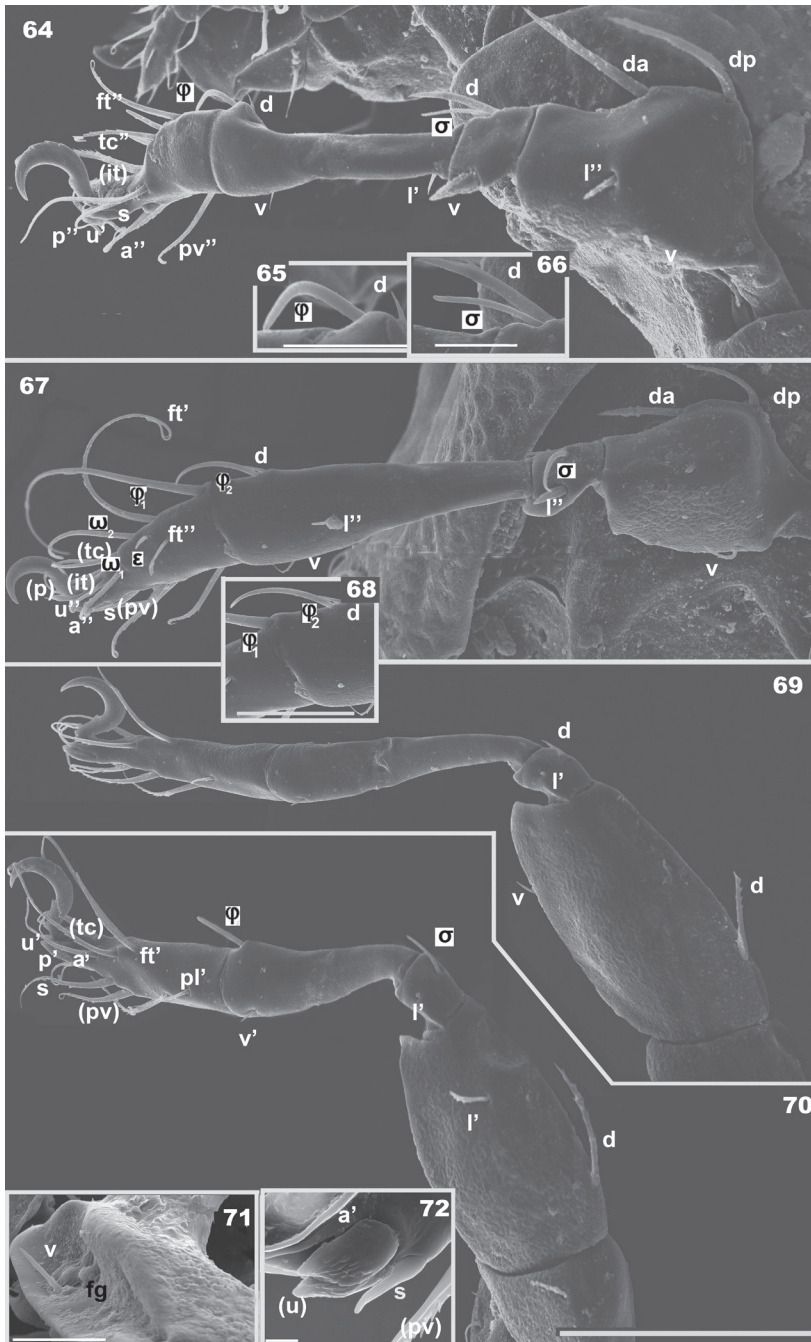 64
ft’’
φ
d
d
da
dp
tc’’
σ
(it)
l’’
l’
s
v
v
p’’
u’
a’’
pv’’
v
65
d
66
d
φ
σ
67
ft’
da
dp
d
φ1
φ2
σ
ω2
ft’’
l’’
l’’
(tc)
ω1
ε
v
v
(p)
(it)
u’’
s
(pv)
a’’
68
φ2
d
φ1
69
d
l’
v
d
φ
(tc)
σ
u’
ft’
p’
a’
pl’
s
l’
(pv)
v’
70
l’
d
71
v
fg
72
a’
s
(u)
(pv)